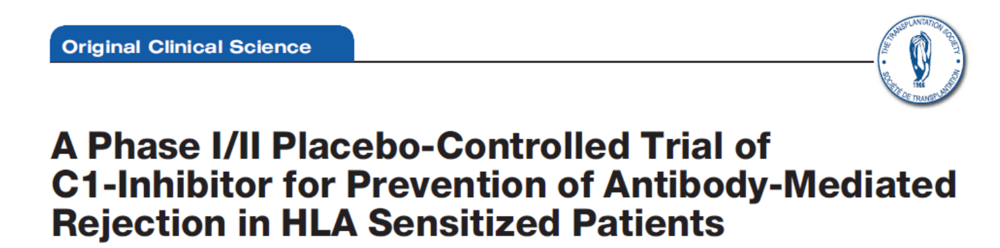 Original Clinical Science
THE TRANSPLANTATION SOCIETY
1966
SOCIÉTÉ DE TRANSPLANTATION
A Phase I/II Placebo-Controlled Trial of
C1-Inhibitor for Prevention of Antibody-Mediated
Rejection in HLA Sensitized Patients